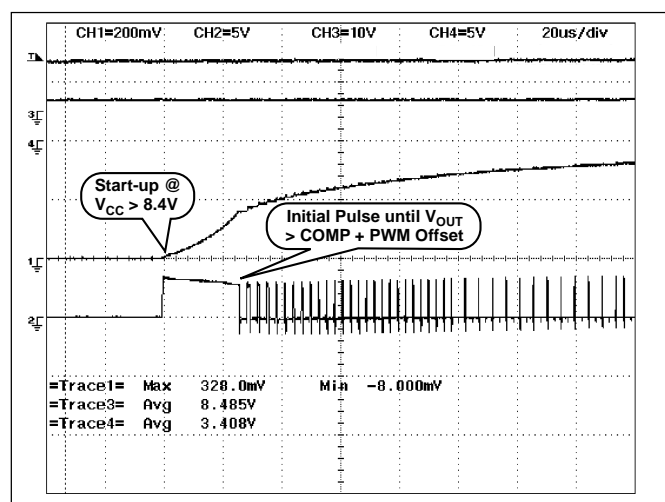 CH1=200mV CH2=5V CH3=10V CH4=5V 20us/div
T
3
4
Start-up @
VCC > 8.4V
Initial Pulse until VOUT
> COMP + PWM Offset
1
2
=Trace1= Max 328.0mV Min -8.000mV
=Trace3= Avg 8.485V
=Trace4= Avg 3.408V